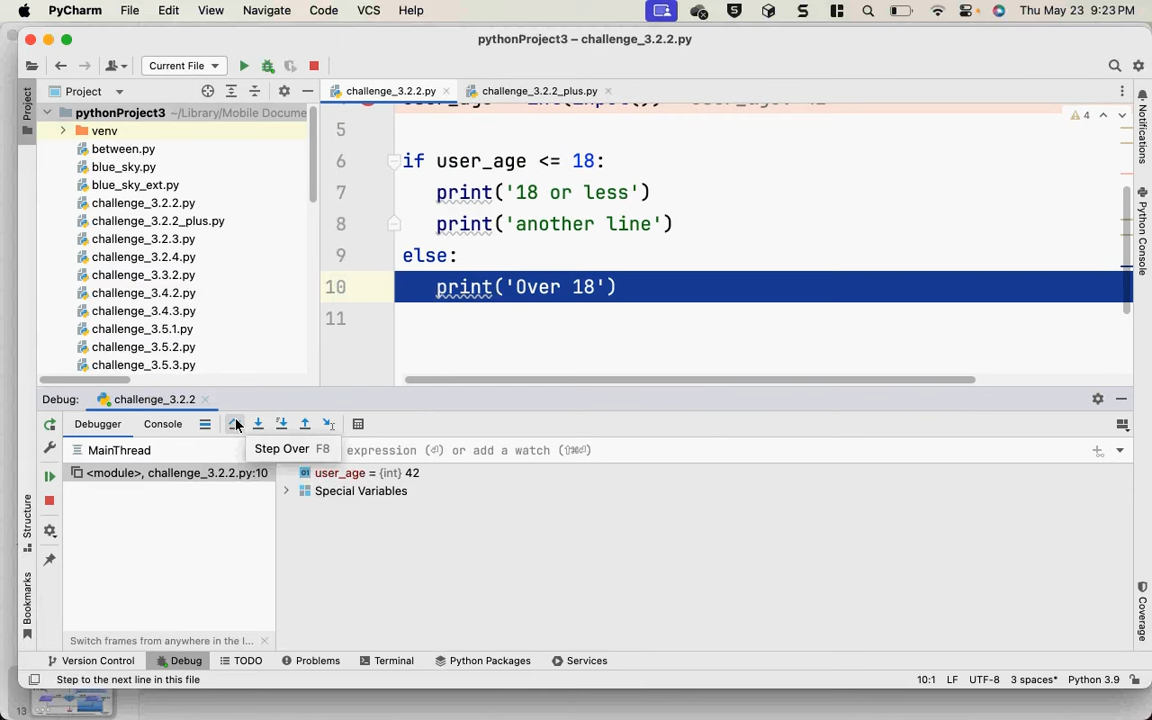 PyCharm File Edit View Navigate Code VCS Help Thu May 23 9:23 PM
pythonProject3 – challenge_3.2.2.py
Current File
Project
Project
challenge_3.2.2.py
challenge_3.2.2_plus.py
pythonProject3 ~/Library/Mobile Docume
venv
between.py
blue_sky.py
blue_sky_ext.py
challenge_3.2.2.py
challenge_3.2.2_plus.py
challenge_3.2.3.py
challenge_3.2.4.py
challenge_3.3.2.py
challenge_3.4.2.py
challenge_3.4.3.py
challenge_3.5.1.py
challenge_3.5.2.py
challenge_3.5.3.py
user_age = int(input()) user_age: 42
4
5
6 if user_age <= 18:
7 print('18 or less')
8 print('another line')
9 else:
10 print('Over 18')
11
Notifications
Python Console
Coverage
Structure
Bookmarks
Debug: challenge_3.2.2
Debugger Console
MainThread
expression (⏎) or add a watch (⇧⌘⏎)
Step Over F8
<module>, challenge_3.2.2.py:10
user_age = {int} 42
Special Variables
Switch frames from anywhere in the I...
Version Control Debug TODO Problems Terminal Python Packages Services
Step to the next line in this file 10:1 LF UTF-8 3 spaces* Python 3.9
13